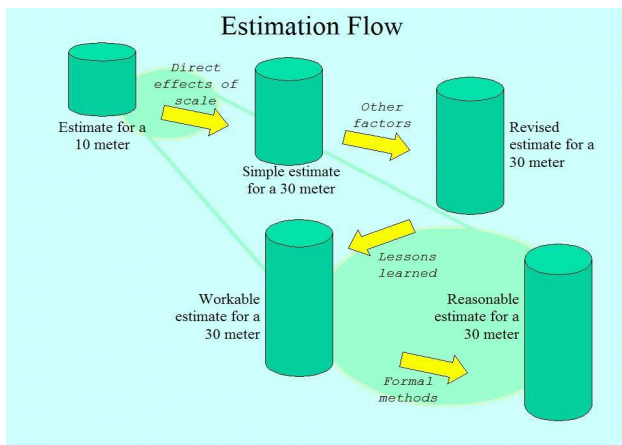 Estimation Flow
Direct
effects of
scale
Estimate for a
10 meter
Simple estimate
for a 30 meter
Other
factors
Revised
estimate for a
30 meter
Lessons
learned
Workable
estimate for a
30 meter
Reasonable
estimate for a
30 meter
Formal
methods